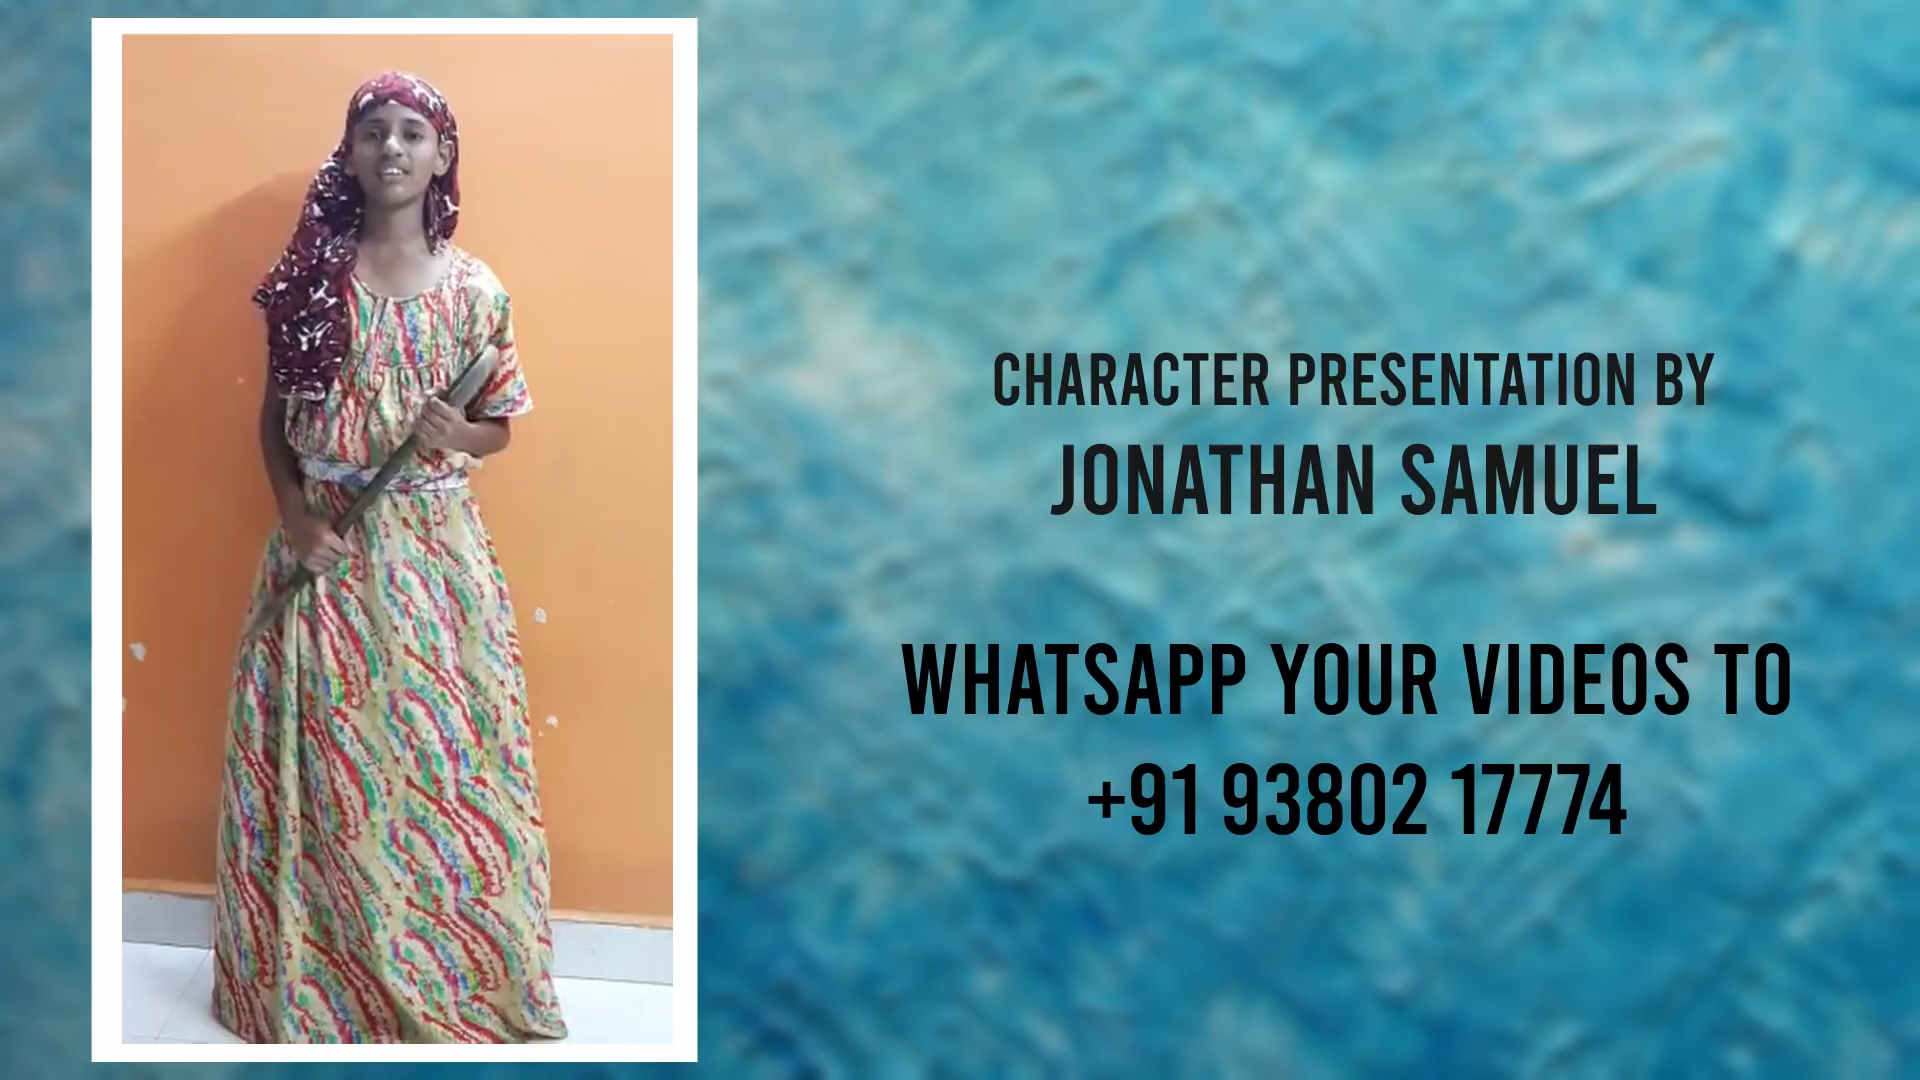 CHARACTER PRESENTATION BY
JONATHAN SAMUEL
WHATSAPP YOUR VIDEOS TO
+91 93802 17774